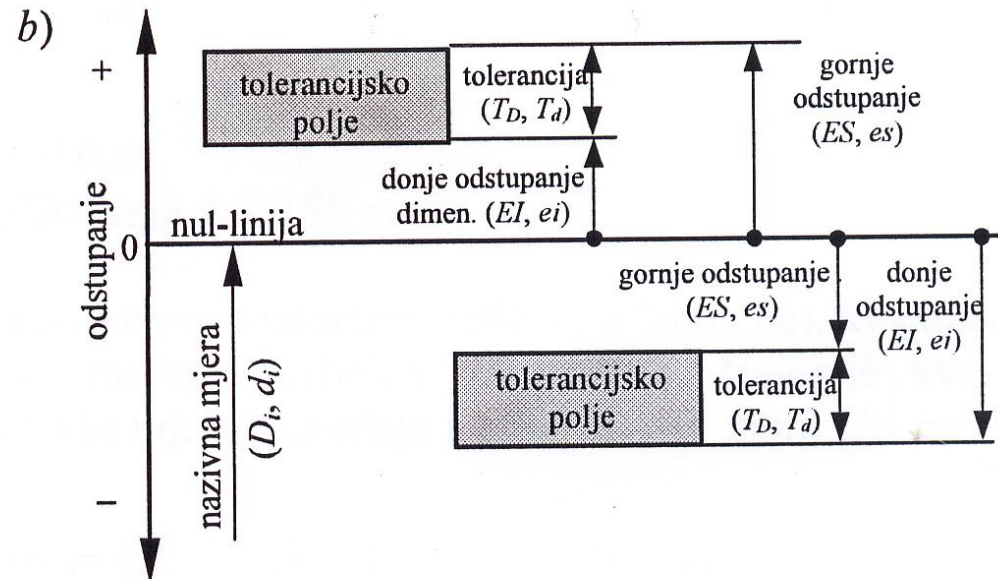 b)
+
odstupanje
0
–
tolerancijsko
polje
tolerancija
(T_D, T_d)
gornje
odstupanje
(ES, es)
donje odstupanje
dimen. (EI, ei)
nul-linija
nazivna mjera
(D_i, d_i)
gornje odstupanje
(ES, es)
donje
odstupanje
(EI, ei)
tolerancijsko
polje
tolerancija
(T_D, T_d)